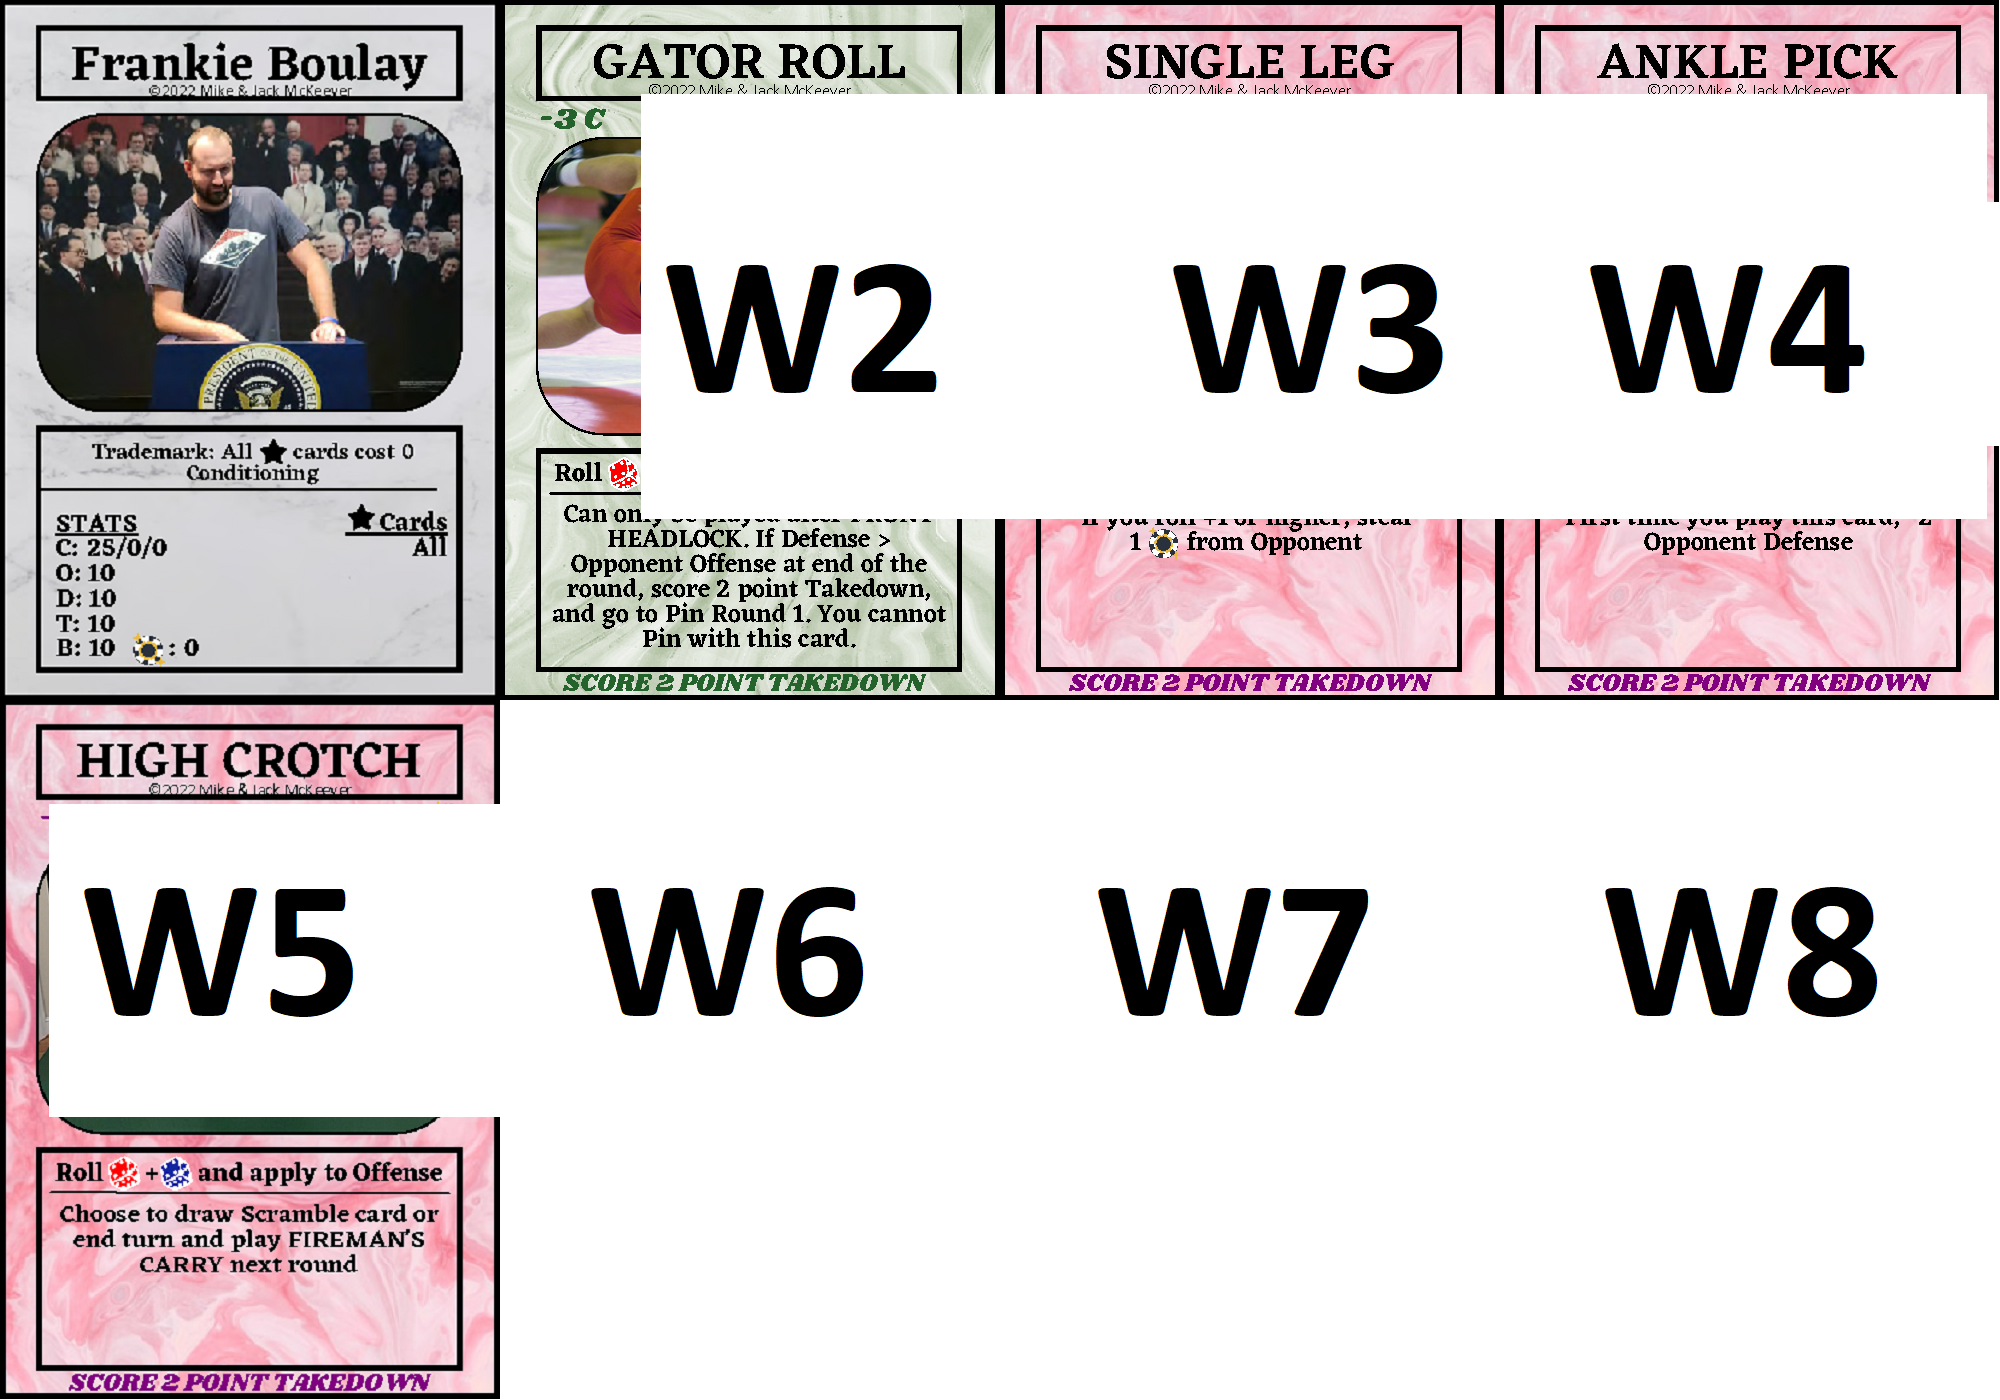 Frankie Boulay
©2022 Mike & Jack McKeever
Trademark: All ★ cards cost 0
Conditioning
STATS
★ Cards
C: 25/0/0
All
O: 10
D: 10
T: 10
B: 10 : 0
PRESIDENT OF THE UNITED
GATOR ROLL
©2022 Mike & Jack McKeever
-3 C
W2
Roll
Can only be played after FRONT
HEADLOCK. If Defense >
Opponent Offense at end of the
round, score 2 point Takedown,
and go to Pin Round 1. You cannot
Pin with this card.
SCORE 2 POINT TAKEDOWN
SINGLE LEG
©2022 Mike & Jack McKeever
W3
If you roll +1 or higher, steal
1 from Opponent
SCORE 2 POINT TAKEDOWN
ANKLE PICK
©2022 Mike & Jack McKeever
W4
First time you play this card, -2
Opponent Defense
SCORE 2 POINT TAKEDOWN
HIGH CROTCH
©2022 Mike & Jack McKeever
W5
Roll + and apply to Offense
Choose to draw Scramble card or
end turn and play FIREMAN'S
CARRY next round
SCORE 2 POINT TAKEDOWN
W6
W7
W8